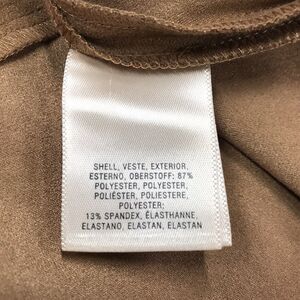 SHELL, VESTE, EXTERIOR,
ESTERNO, OBERSTOFF: 87%
POLYESTER, POLYESTER,
POLIÉSTER, POLIESTERE,
POLYESTER;
13% SPANDEX, ÉLASTHANNE,
ELASTANO, ELASTAN, ELASTAN